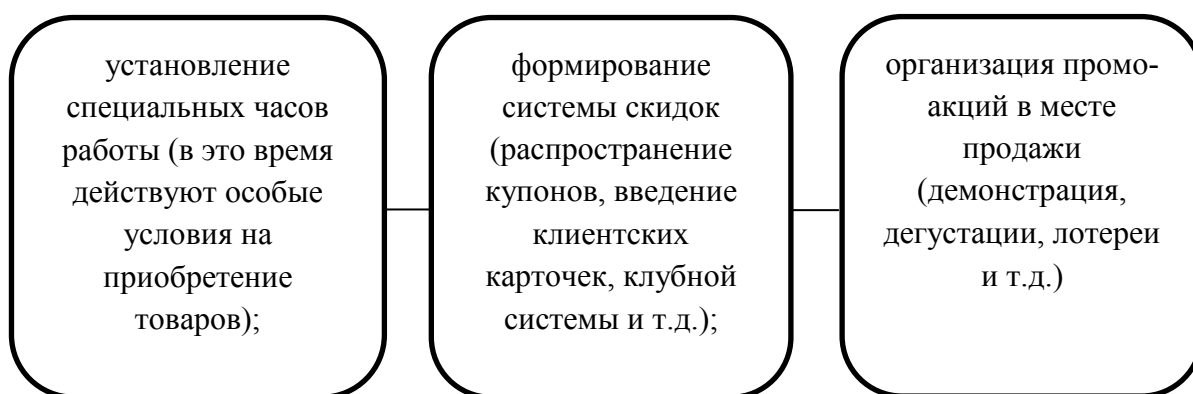 установление
специальных часов
работы (в это время
действуют особые
условия на
приобретение
товаров);
формирование
системы скидок
(распространение
купонов, введение
клиентских
карточек, клубной
системы и т.д.);
организация промо-
акций в месте
продажи
(демонстрация,
дегустации, лотереи
и т.д.)